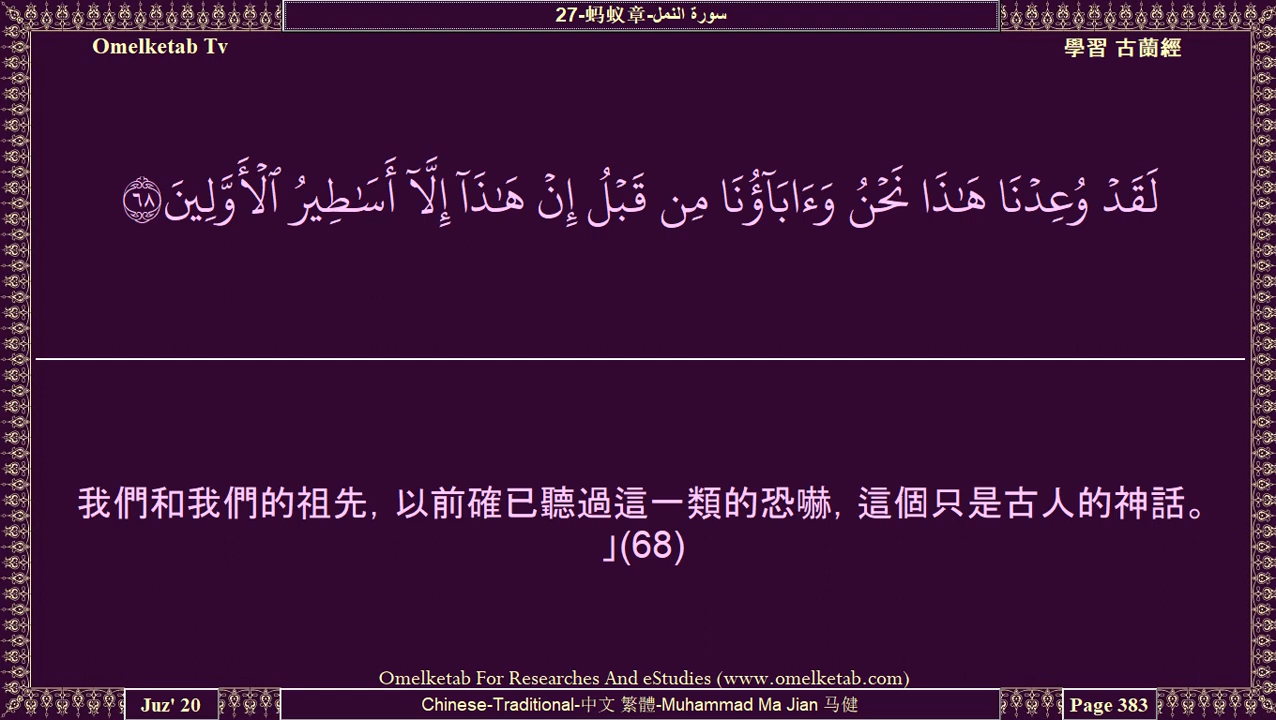 27-蚂蚁章-سورة النمل
Omelketab Tv
學習 古蘭經
لَقَدۡ وُعِدۡنَا هَٰذَا نَحۡنُ وَءَابَآؤُنَا مِن قَبۡلُ إِنۡ هَٰذَآ إِلَّآ أَسَٰطِيرُ ٱلۡأَوَّلِينَ ٦٨
我們和我們的祖先, 以前確已聽過這一類的恐嚇, 這個只是古人的神話。
」(68)
Omelketab For Researches And eStudies (www.omelketab.com)
Juz' 20
Chinese-Traditional-中文 繁體-Muhammad Ma Jian 马健
Page 383